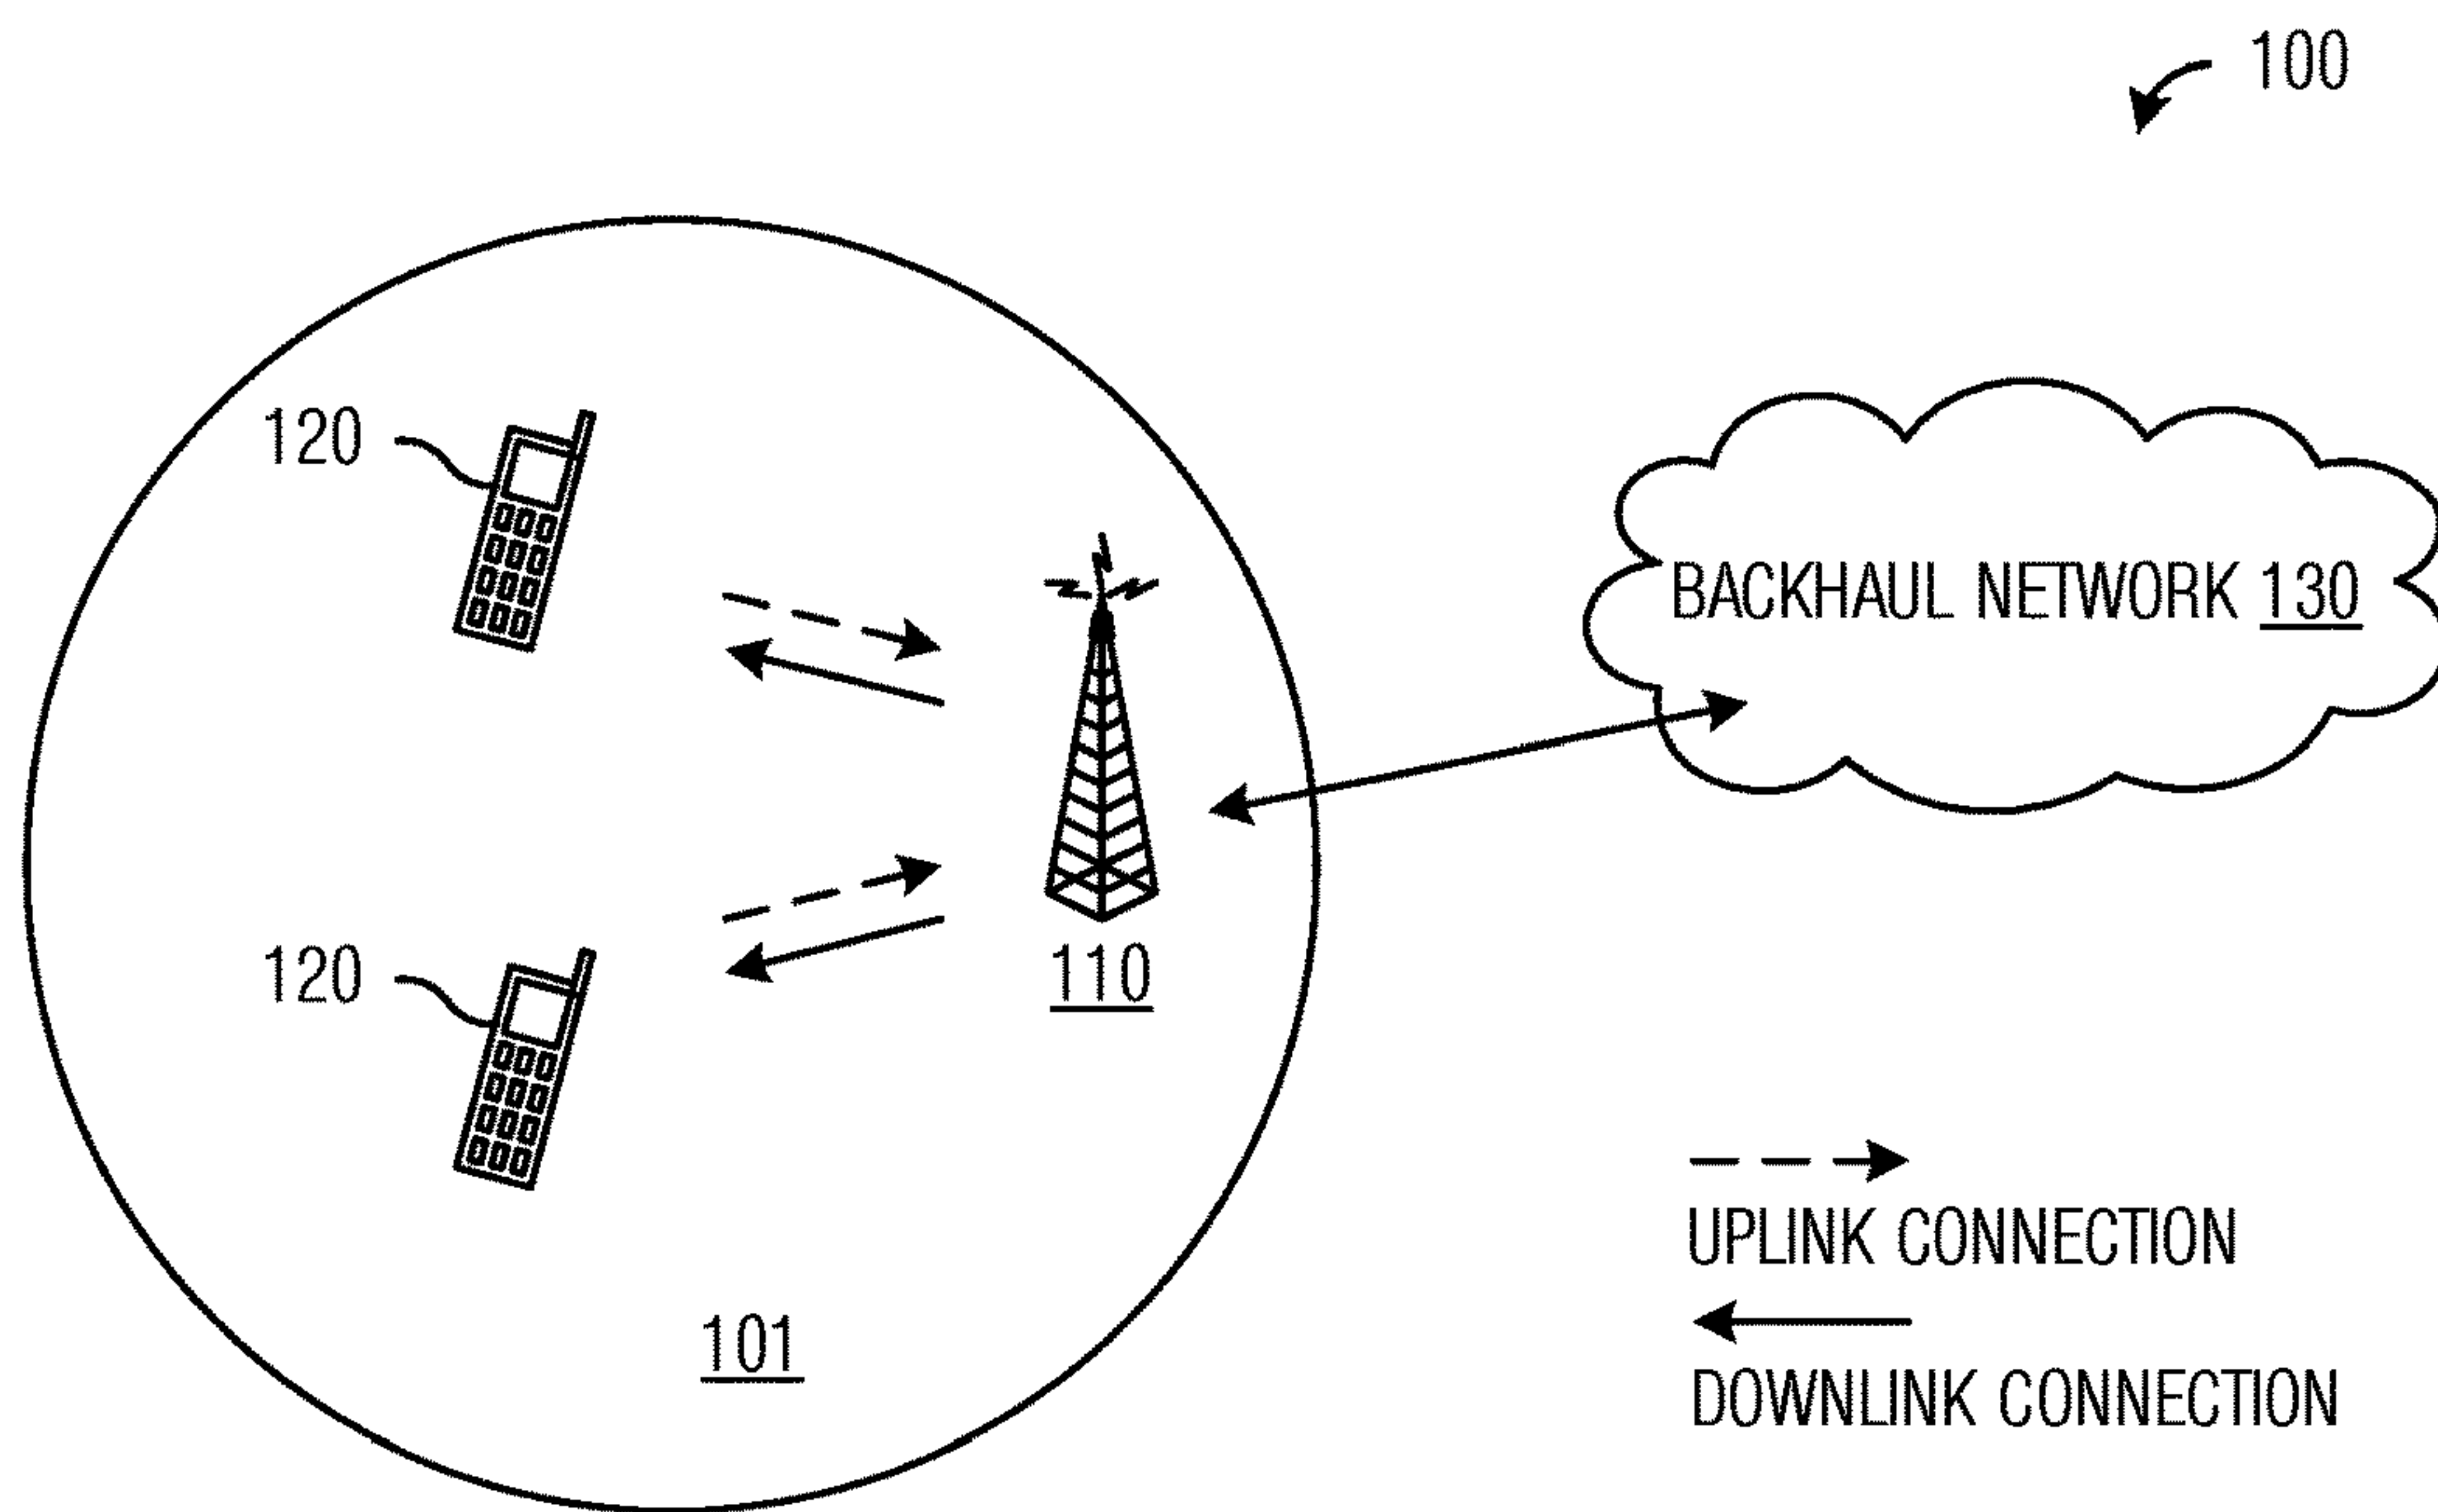 100
120
BACKHAUL NETWORK 130
120
110
UPLINK CONNECTION
101
DOWNLINK CONNECTION